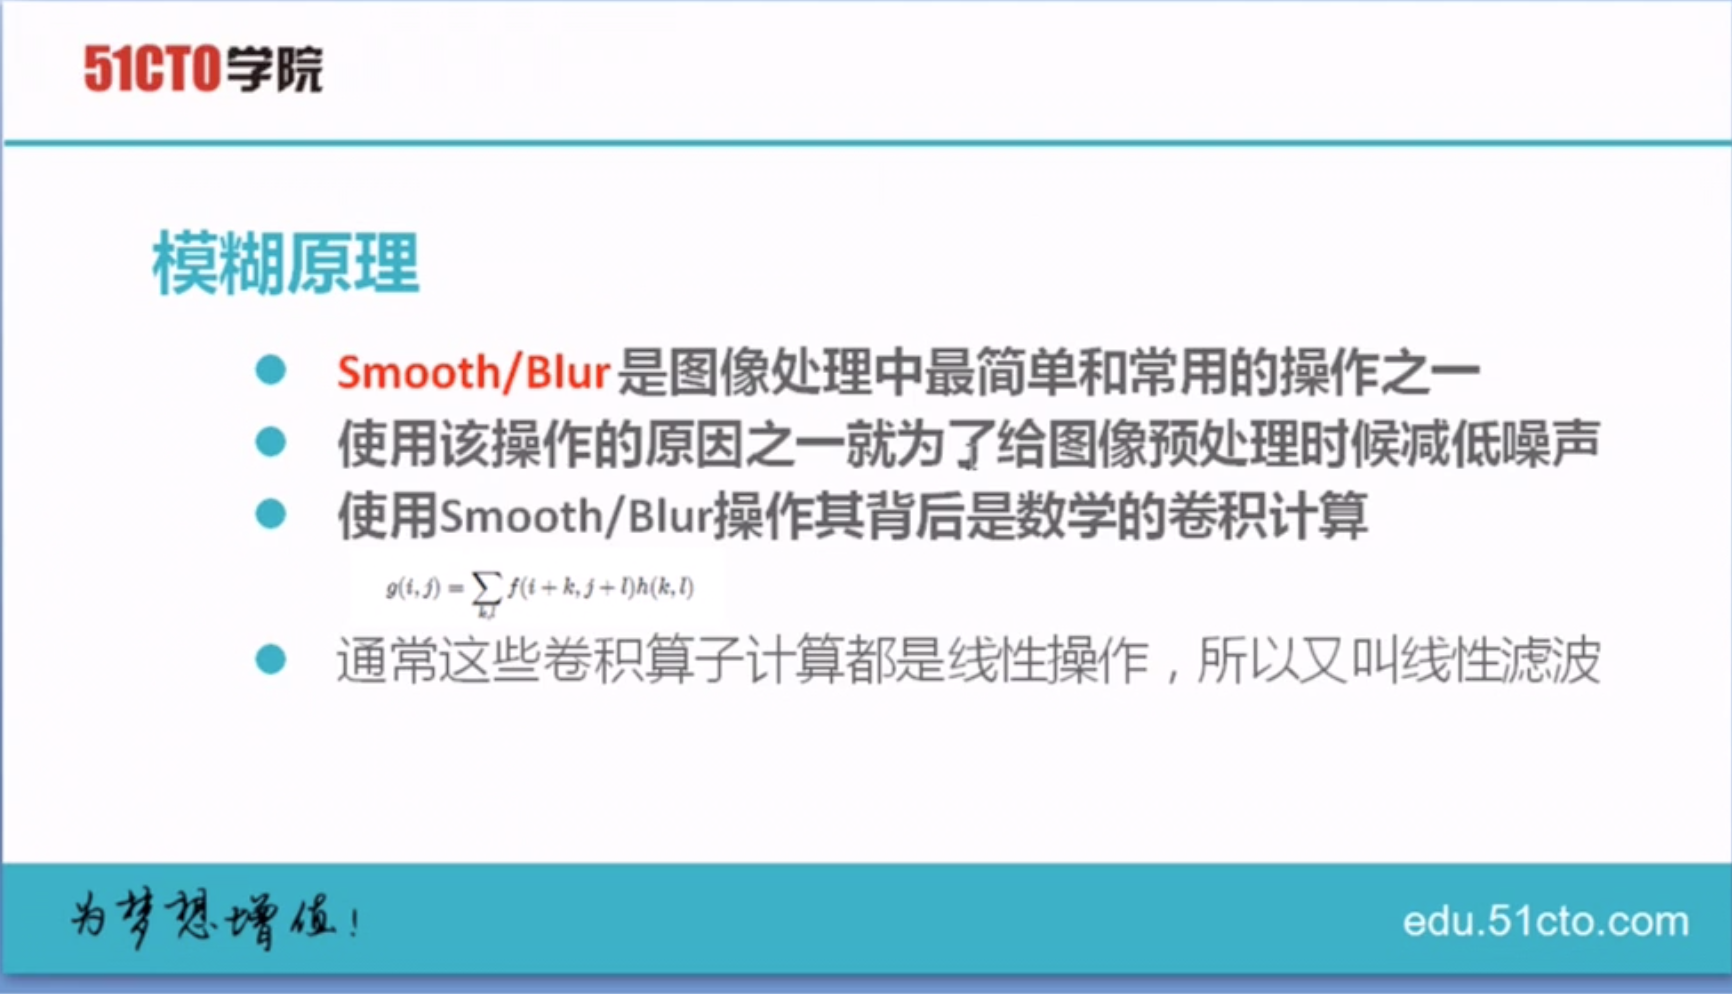 51CTO学院
模糊原理
Smooth/Blur 是图像处理中最简单和常用的操作之一
使用该操作的原因之一就为了给图像预处理时候减低噪声
使用Smooth/Blur操作其背后是数学的卷积计算
g(i,j) = ∑k,l f(i+k,j+l)h(k,l)
通常这些卷积算子计算都是线性操作，所以又叫线性滤波
为梦想增值！
edu.51cto.com